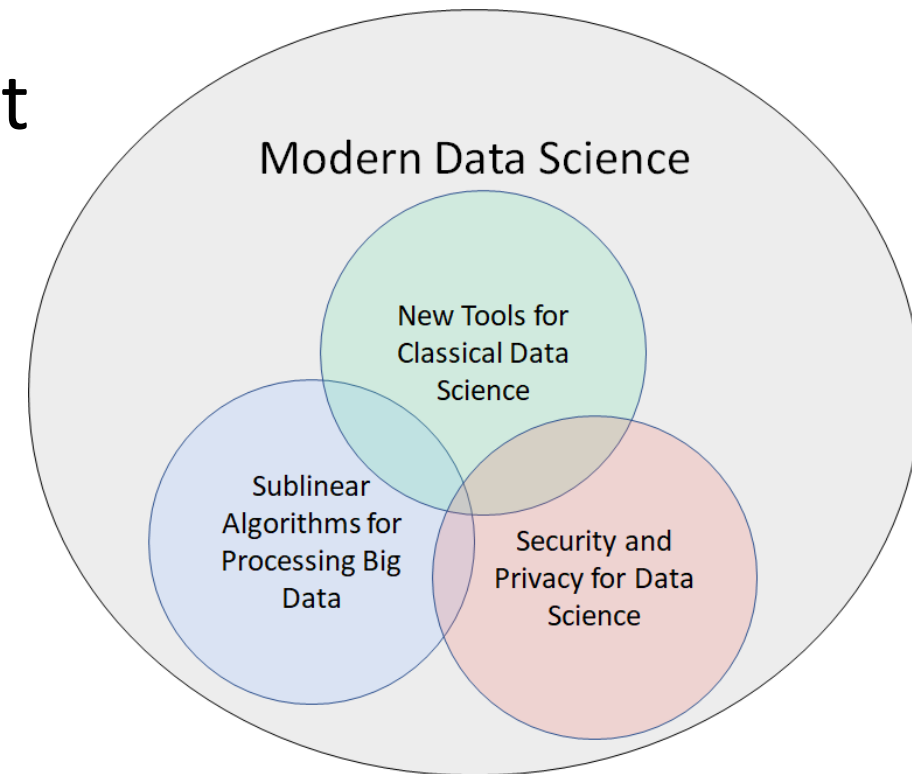 t
Modern Data Science
New Tools for
Classical Data
Science
Sublinear
Algorithms for
Processing Big
Data
Security and
Privacy for Data
Science